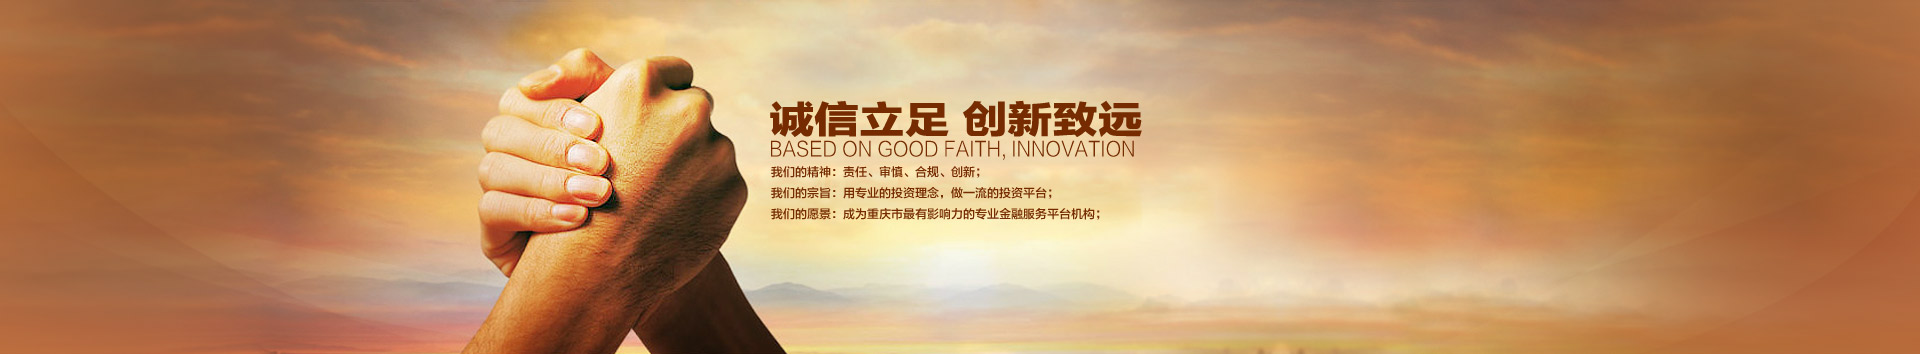 诚信立足 创新致远
BASED ON GOOD FAITH, INNOVATION
我们的精神：责任、审慎、合规、创新；
我们的宗旨：用专业的投资理念，做一流的投资平台；
我们的愿景：成为重庆市最有影响力的专业金融服务平台机构；